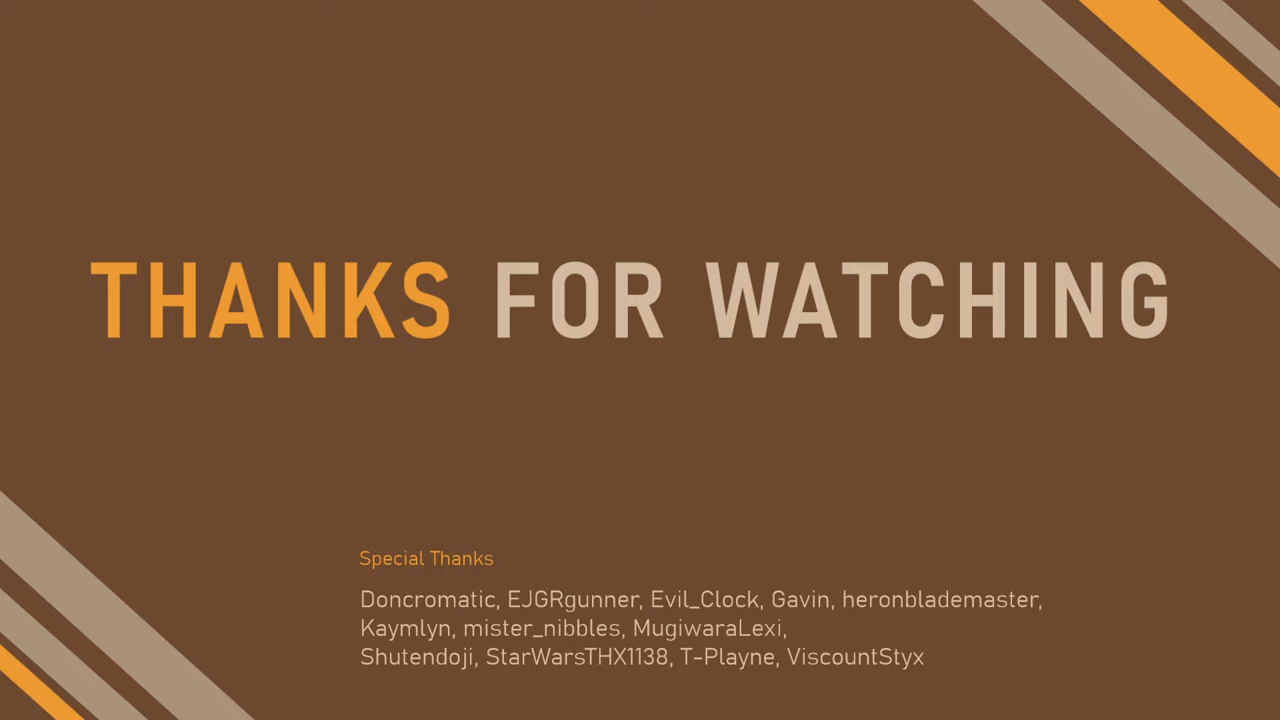 THANKS FOR WATCHING
Special Thanks
Doncromatic, EJGRgunner, Evil_Clock, Gavin, heronblademaster,
Kaymlyn, mister_nibbles, MugiwaraLexi,
Shutendoji, StarWarsTHX1138, T-Playne, ViscountStyx